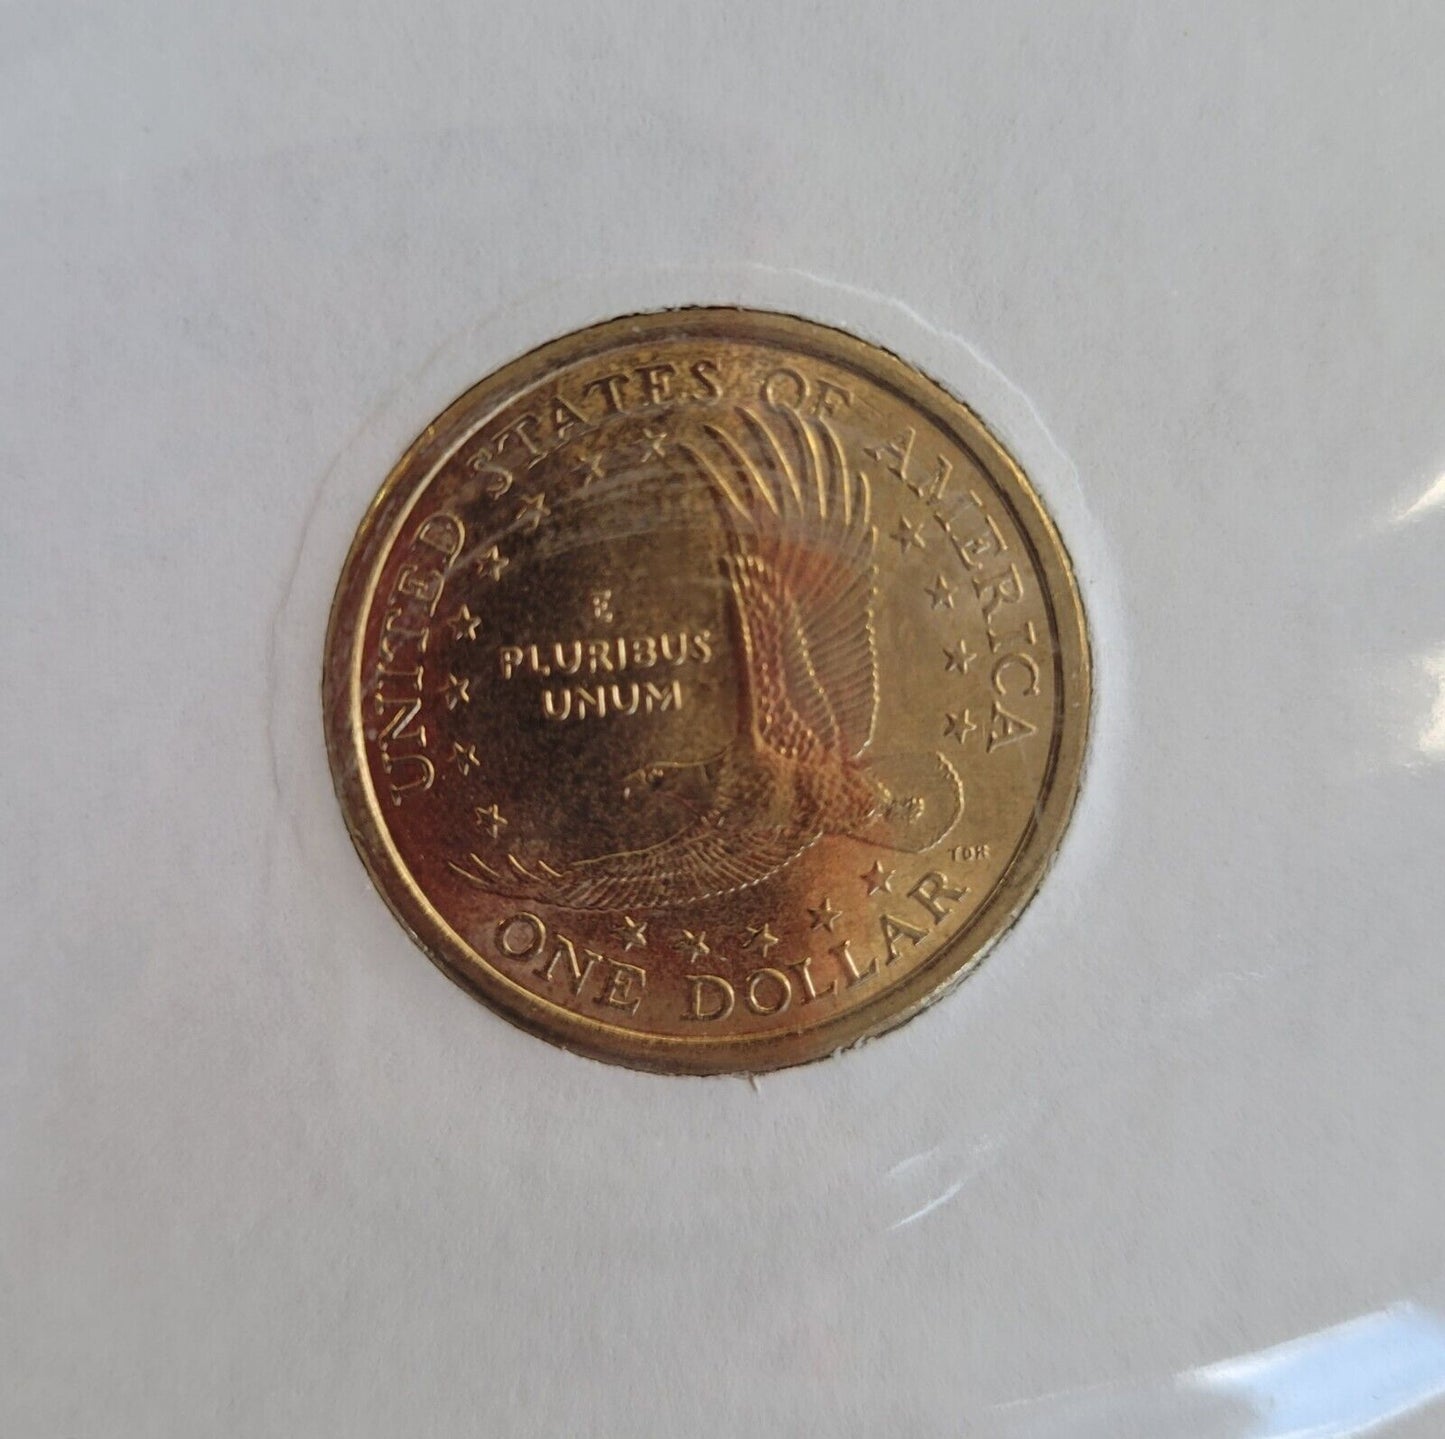 UNITED STATES OF AMERICA
E
PLURIBUS
UNUM
TDR
ONE DOLLAR